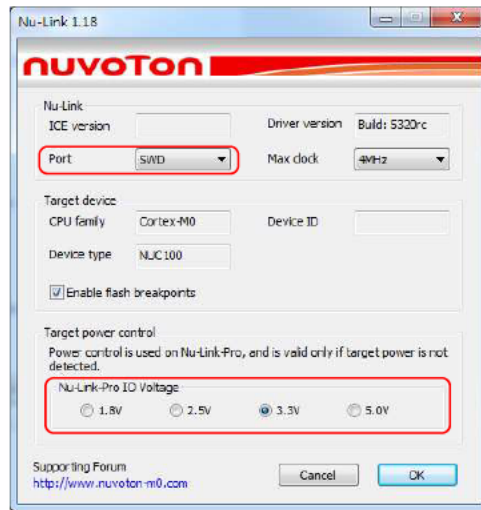 Nu-Link 1.18
nuvoTon
Nu-Link
ICE version
Driver version Build: 5320rc
Port SWD Max clock 4MHz
Target device
CPU family Cortex-M0 Device ID
Device type NUC100
Enable flash breakpoints
Target power control
Power control is used on Nu-Link-Pro, and is valid only if target power is not
detected.
Nu-Link-Pro IO Voltage
1.8V 2.5V 3.3V 5.0V
Supporting Forum
http://www.nuvoton-m0.com
Cancel OK